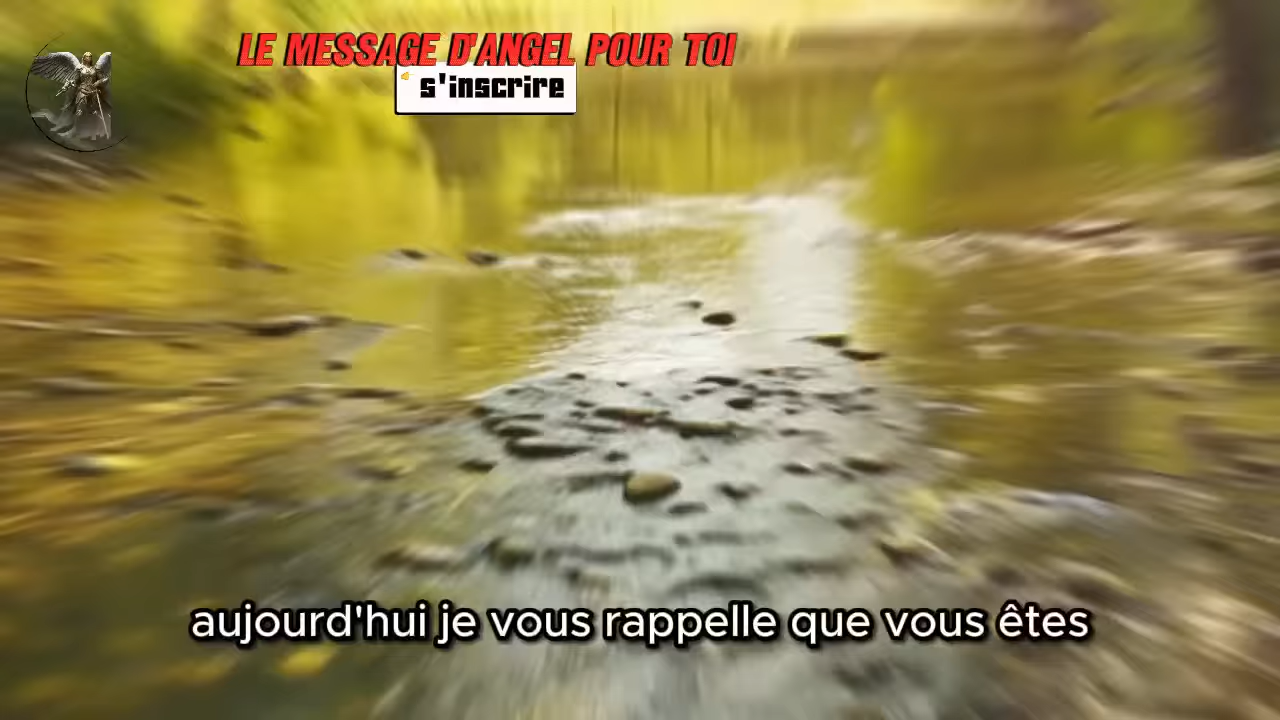 LE MESSAGE D'ANGEL POUR TOI
s'inscrire
aujourd'hui je vous rappelle que vous êtes